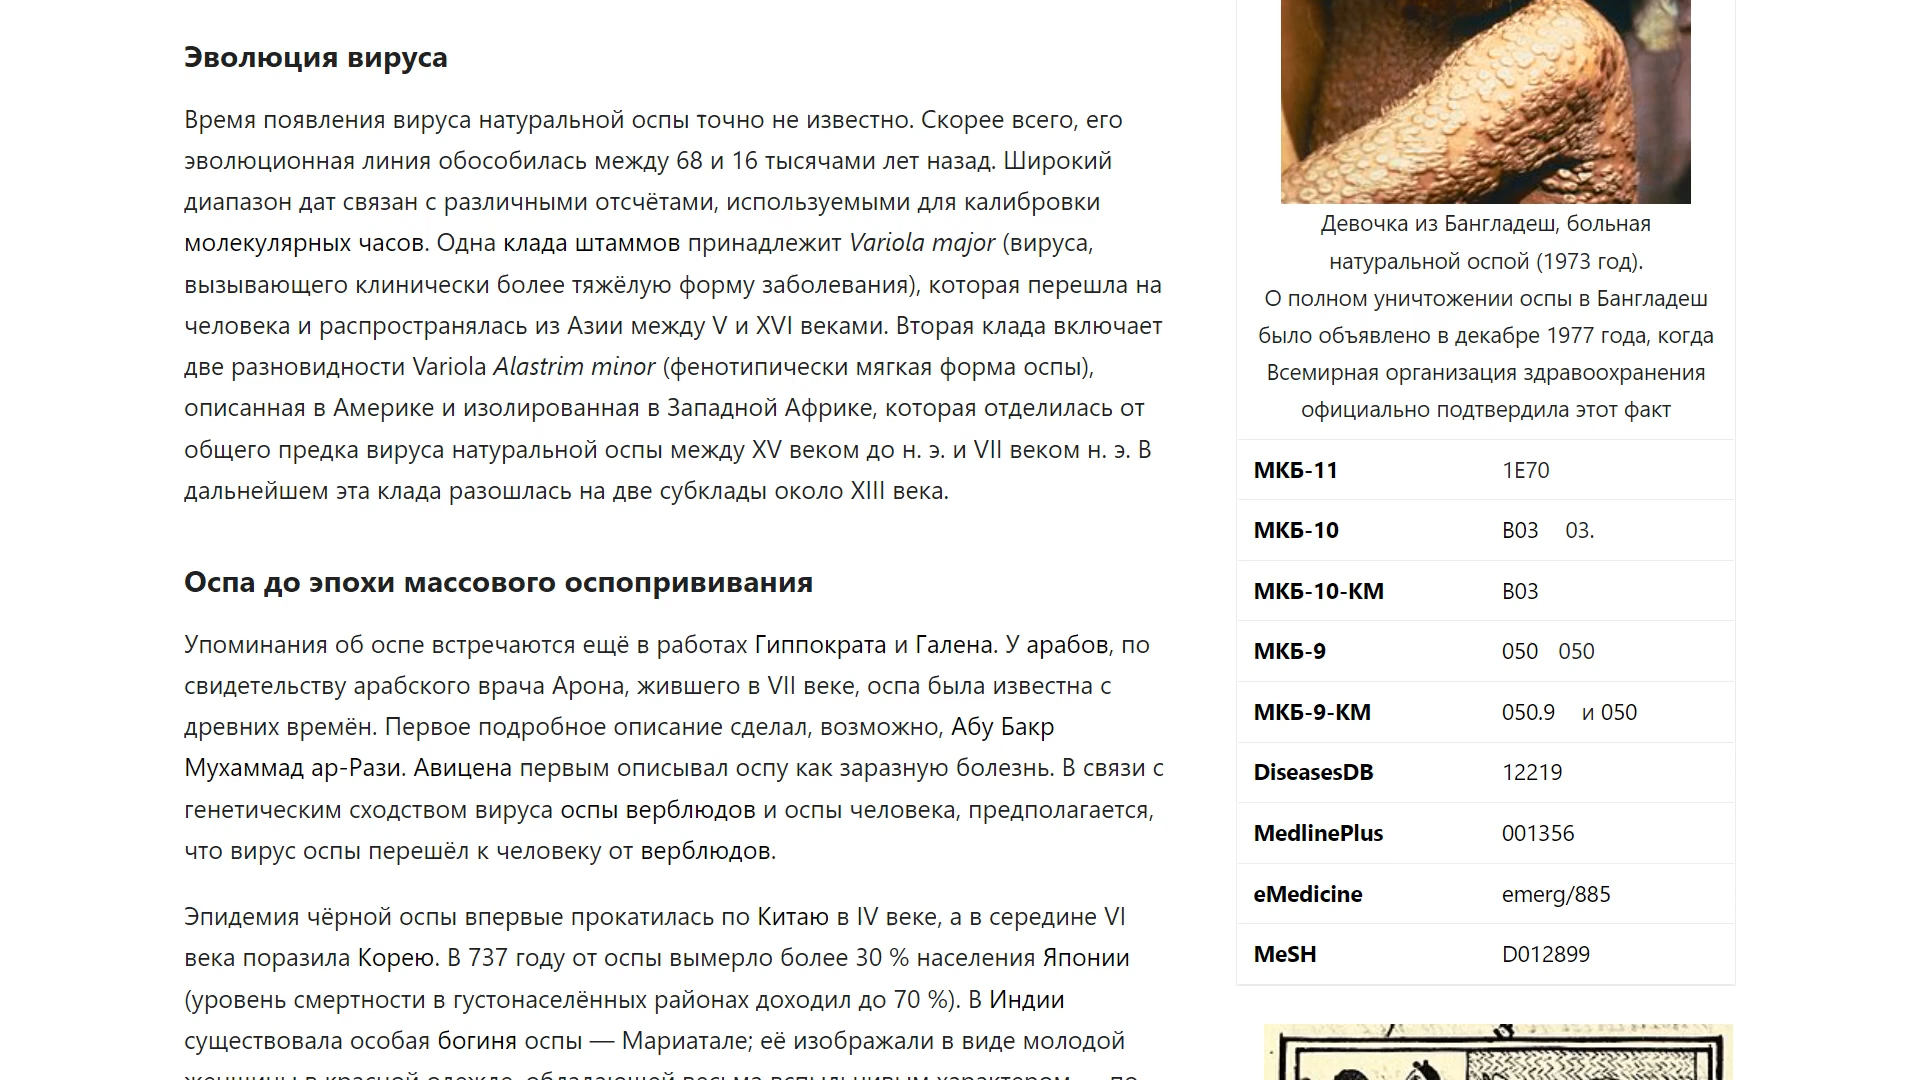 Эволюция вируса
Время появления вируса натуральной оспы точно не известно. Скорее всего, его
эволюционная линия обособилась между 68 и 16 тысячами лет назад. Широкий
диапазон дат связан с различными отсчётами, используемыми для калибровки
молекулярных часов. Одна клада штаммов принадлежит Variola major (вируса,
вызывающего клинически более тяжёлую форму заболевания), которая перешла на
человека и распространялась из Азии между V и XVI веками. Вторая клада включает
две разновидности Variola Alastrim minor (фенотипически мягкая форма оспы),
описанная в Америке и изолированная в Западной Африке, которая отделилась от
общего предка вируса натуральной оспы между XV веком до н. э. и VII веком н. э. В
дальнейшем эта клада разошлась на две субклады около XIII века.
Оспа до эпохи массового оспопрививания
Упоминания об оспе встречаются ещё в работах Гиппократа и Галена. У арабов, по
свидетельству арабского врача Арона, жившего в VII веке, оспа была известна с
древних времён. Первое подробное описание сделал, возможно, Абу Бакр
Мухаммад ар-Рази. Авицена первым описывал оспу как заразную болезнь. В связи с
генетическим сходством вируса оспы верблюдов и оспы человека, предполагается,
что вирус оспы перешёл к человеку от верблюдов.
Эпидемия чёрной оспы впервые прокатилась по Китаю в IV веке, а в середине VI
века поразила Корею. В 737 году от оспы вымерло более 30 % населения Японии
(уровень смертности в густонаселённых районах доходил до 70 %). В Индии
существовала особая богиня оспы — Мариатале; её изображали в виде молодой
женщины в красной одежде, обладающей весьма вспыльчивым характером — по
Девочка из Бангладеш, больная
натуральной оспой (1973 год).
О полном уничтожении оспы в Бангладеш
было объявлено в декабре 1977 года, когда
Всемирная организация здравоохранения
официально подтвердила этот факт
МКБ-11 1E70
МКБ-10 B03 03.
МКБ-10-КМ B03
МКБ-9 050 050
МКБ-9-КМ 050.9 и 050
DiseasesDB 12219
MedlinePlus 001356
eMedicine emerg/885
MeSH D012899